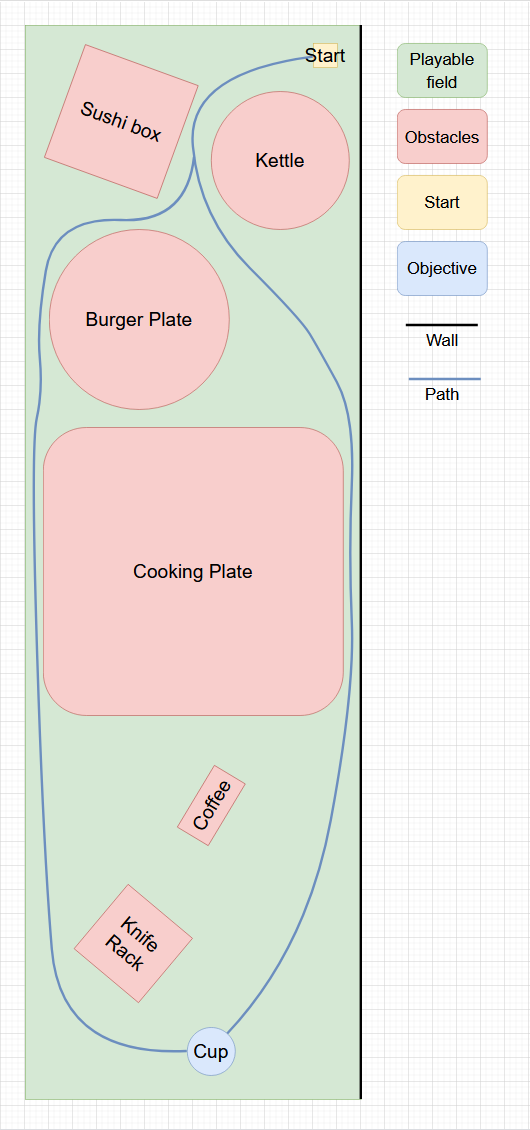 Start
Sushi box
Kettle
Burger Plate
Cooking Plate
Coffee
Knife
Rack
Cup
Playable
field
Obstacles
Start
Objective
Wall
Path